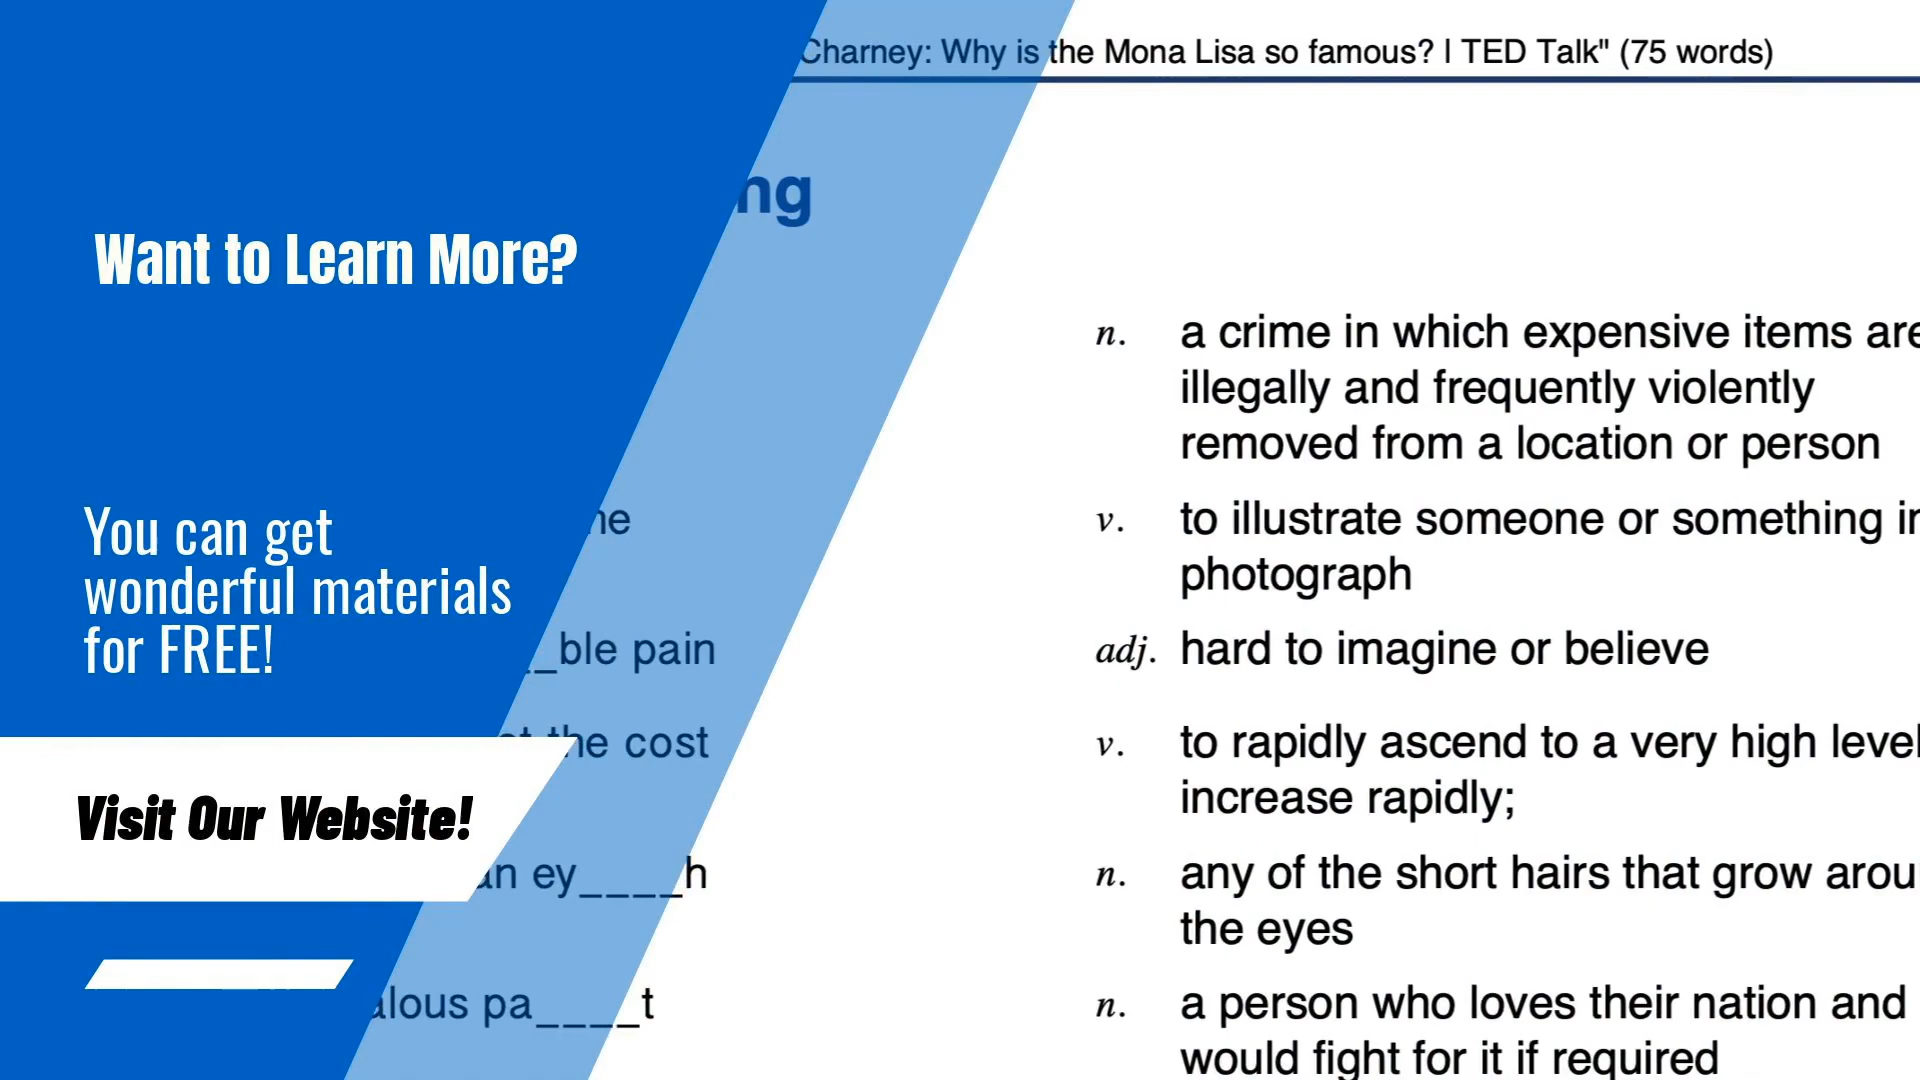 Charney: Why is the Mona Lisa so famous? | TED Talk" (75 words)
ng
Want to Learn More?
You can get
wonderful materials
for FREE!
Visit Our Website!
n. a crime in which expensive items are
illegally and frequently violently
removed from a location or person
v. to illustrate someone or something in
photograph
adj. hard to imagine or believe
_ble pain
v. to rapidly ascend to a very high level
increase rapidly;
the cost
n. any of the short hairs that grow arou
the eyes
an ey____h
n. a person who loves their nation and
would fight for it if required
alous pa____t